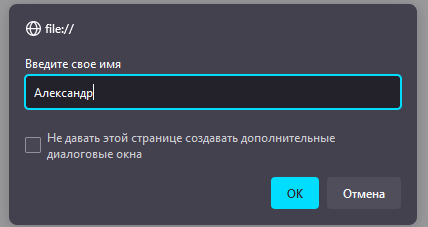 file://
Введите свое имя
Александр
Не давать этой странице создавать дополнительные
диалоговые окна
OK
Отмена